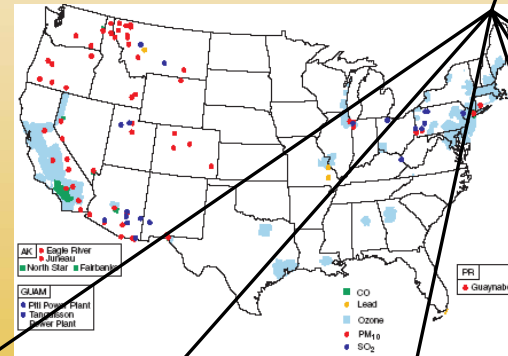 AK
Eagle River
Juneau
North Star
Fairbanks
GUAM
Piti Power Plant
Tanguisson
Power Plant
CO
Lead
Ozone
PM10
SO2
PR
Guaynabo